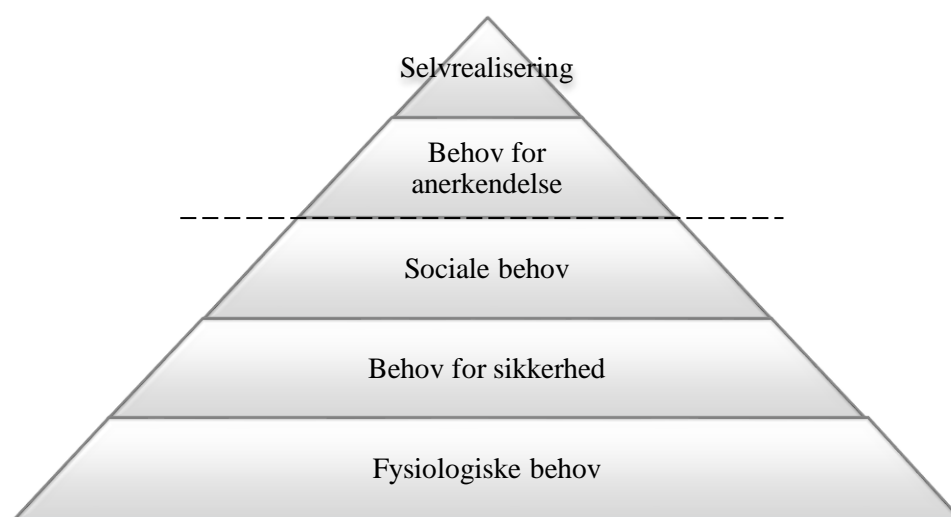 Selvrealisering
Behov for
anerkendelse
Sociale behov
Behov for sikkerhed
Fysiologiske behov